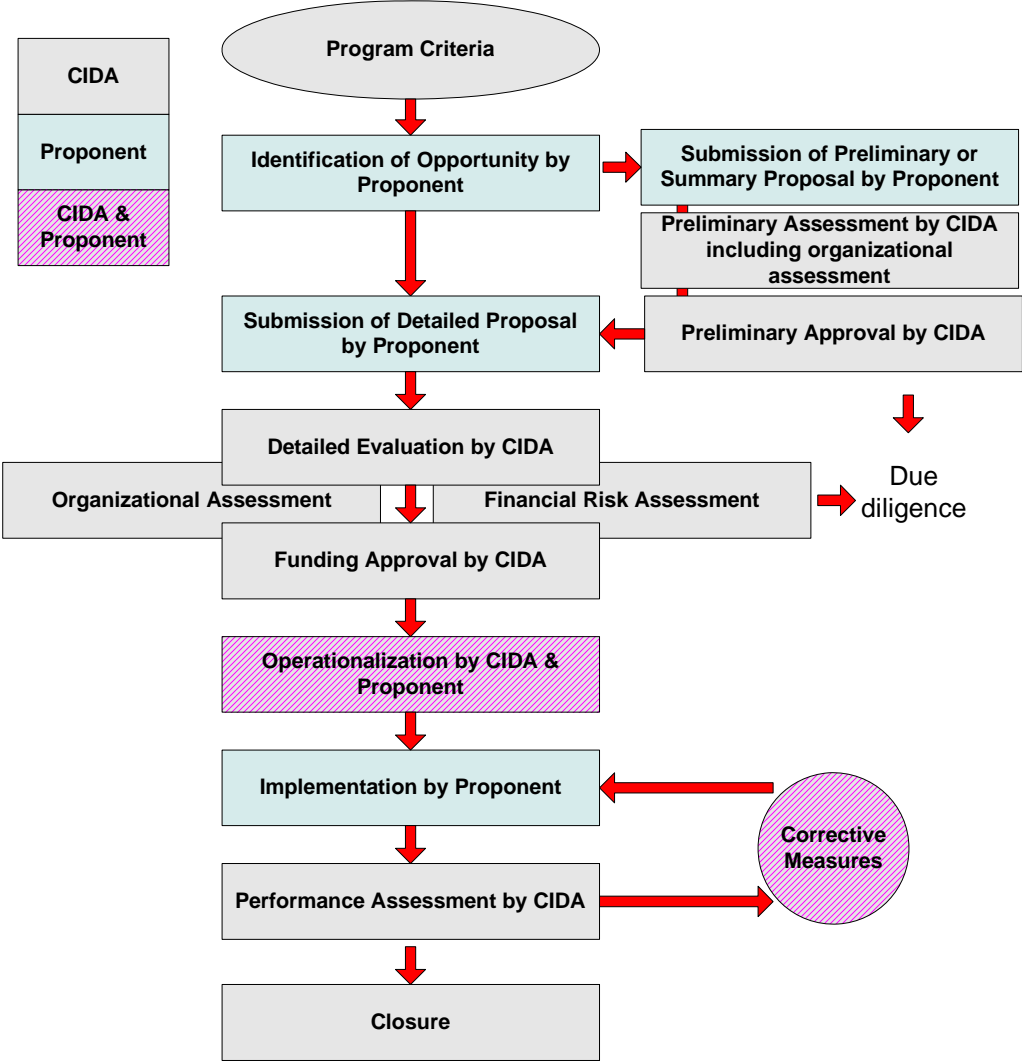 Program Criteria
CIDA
Proponent
CIDA &
Proponent
Identification of Opportunity by
Proponent
Submission of Preliminary or
Summary Proposal by Proponent
Preliminary Assessment by CIDA
including organizational
assessment
Submission of Detailed Proposal
by Proponent
Preliminary Approval by CIDA
Detailed Evaluation by CIDA
Organizational Assessment
Financial Risk Assessment
Due
diligence
Funding Approval by CIDA
Operationalization by CIDA &
Proponent
Implementation by Proponent
Corrective
Measures
Performance Assessment by CIDA
Closure